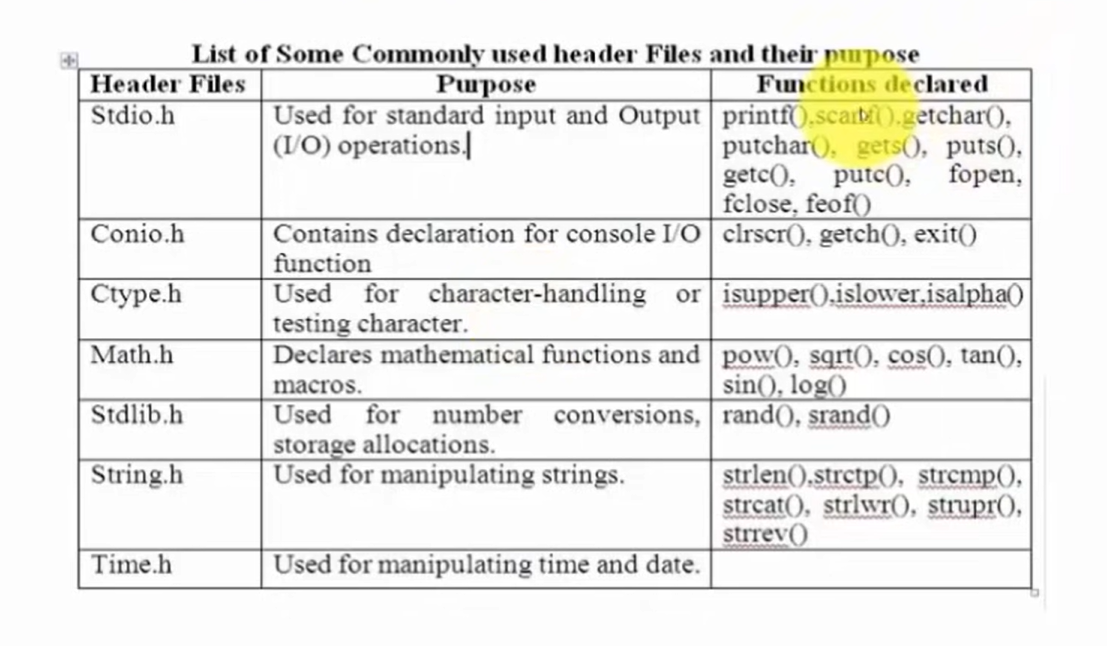 List of Some Commonly used header Files and their purpose
Header Files Purpose Functions declared
Stdio.h Used for standard input and Output printf(),scanf().getchar(),
(I/O) operations. putchar(), gets(), puts(),
getc(), putc(), fopen,
fclose, feof()
Conio.h Contains declaration for console I/O clrscr(), getch(), exit()
function
Ctype.h Used for character-handling or isupper(),islower,isalpha()
testing character.
Math.h Declares mathematical functions and pow(), sqrt(), cos(), tan(),
macros. sin(), log()
Stdlib.h Used for number conversions, rand(), srand()
storage allocations.
String.h Used for manipulating strings. strlen(),strctp(), strcmp(),
strcat(), strlwr(), strupr(),
strrev()
Time.h Used for manipulating time and date.